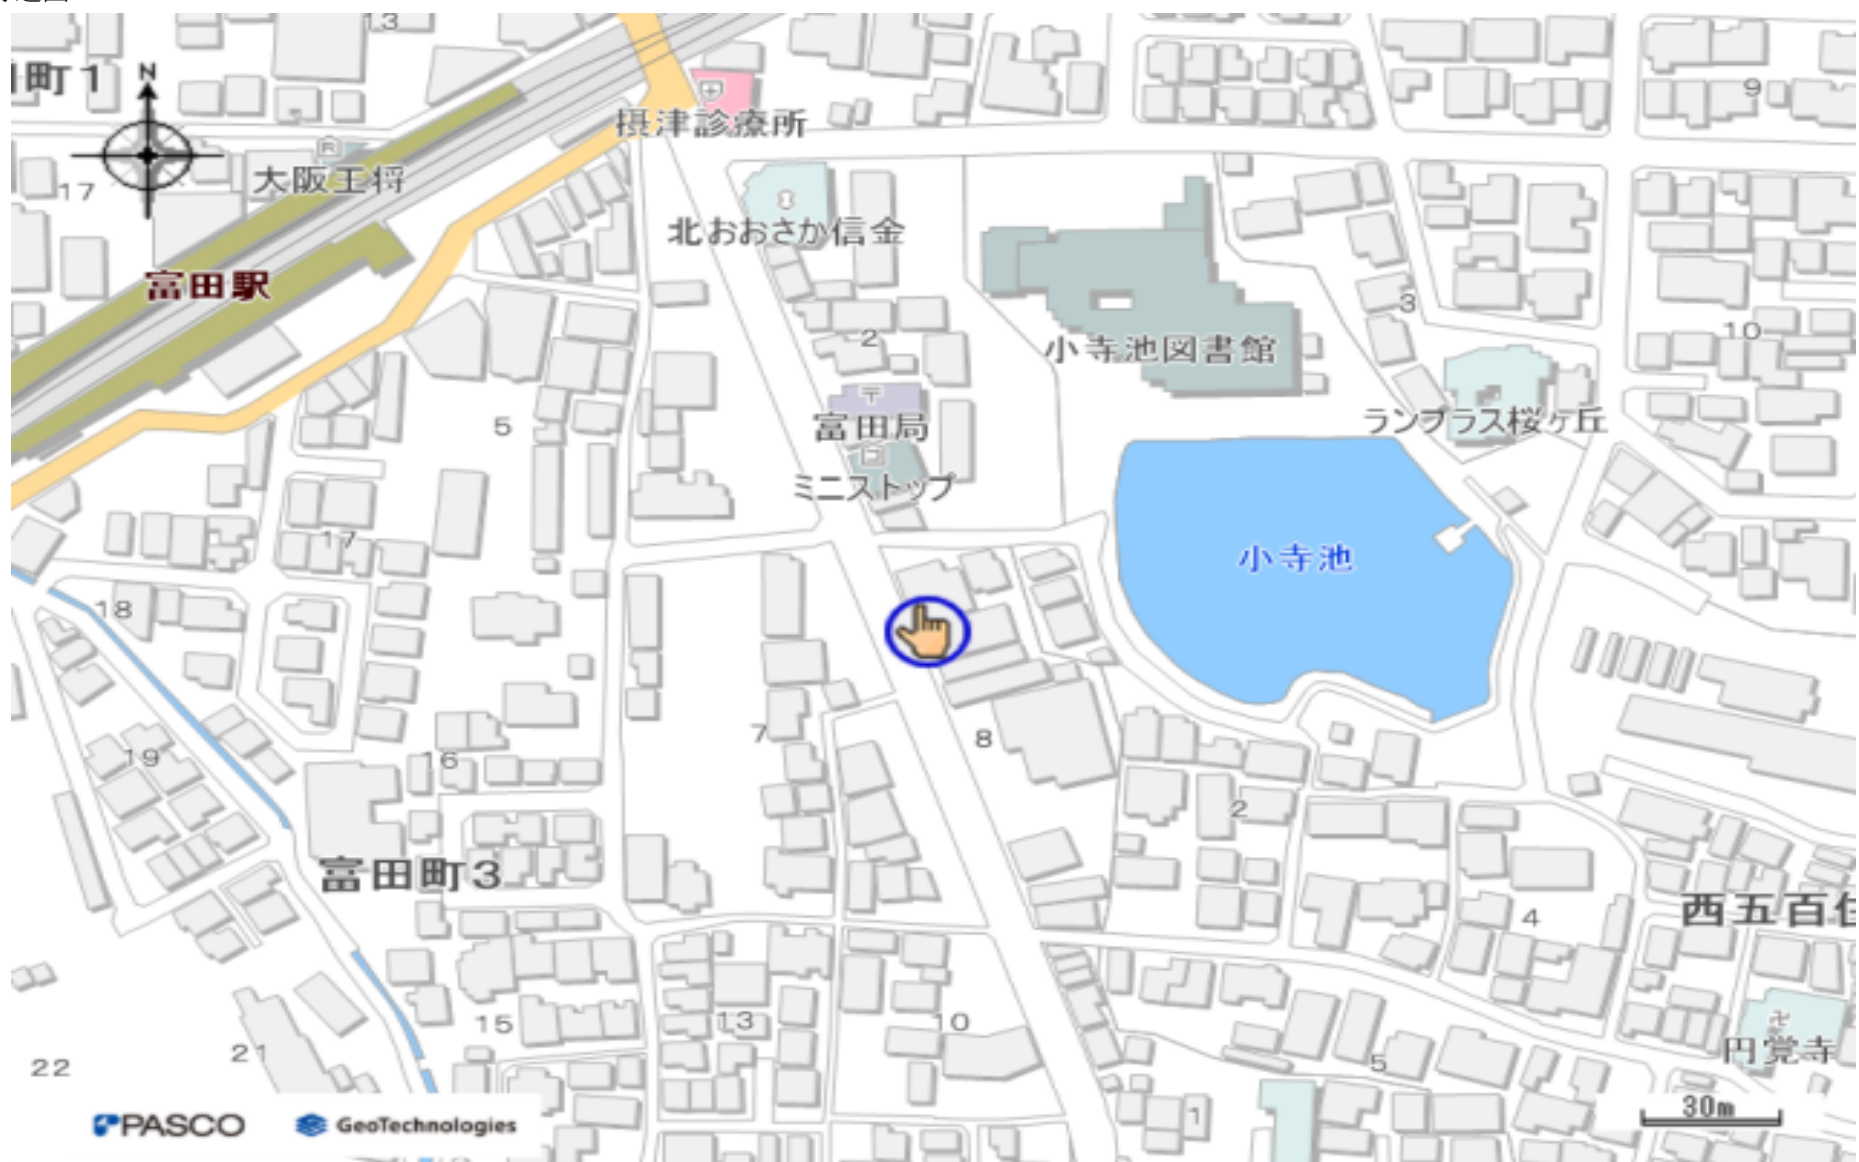 13
町1
N
9
摂津診療所
大阪王将
17
北おおさか信金
富田駅
3
2
10
小寺池図書館
ランプラス桜ヶ丘
富田局
5
ミニストップ
17
小寺池
18
7
8
19
16
2
富田町3
4
西五百住
15
13
10
円覚寺
21
5
22
30m
1
PASCO
GeoTechnologies